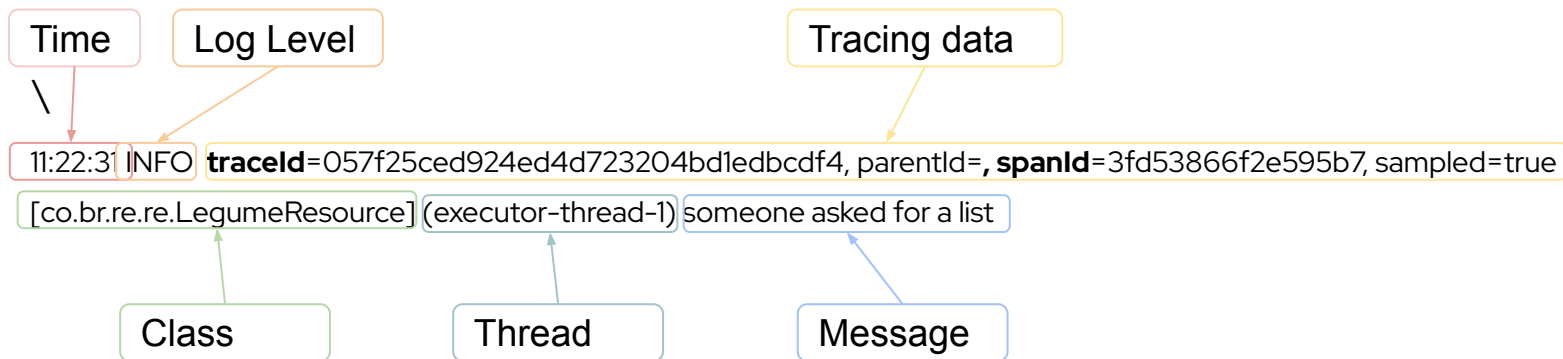 Time
Log Level
Tracing data
\
11:22:31 INFO traceId=057f25ced924ed4d723204bd1edbcdf4, parentId=, spanId=3fd53866f2e595b7, sampled=true
[co.br.re.re.LegumeResource] (executor-thread-1) someone asked for a list
Class
Thread
Message